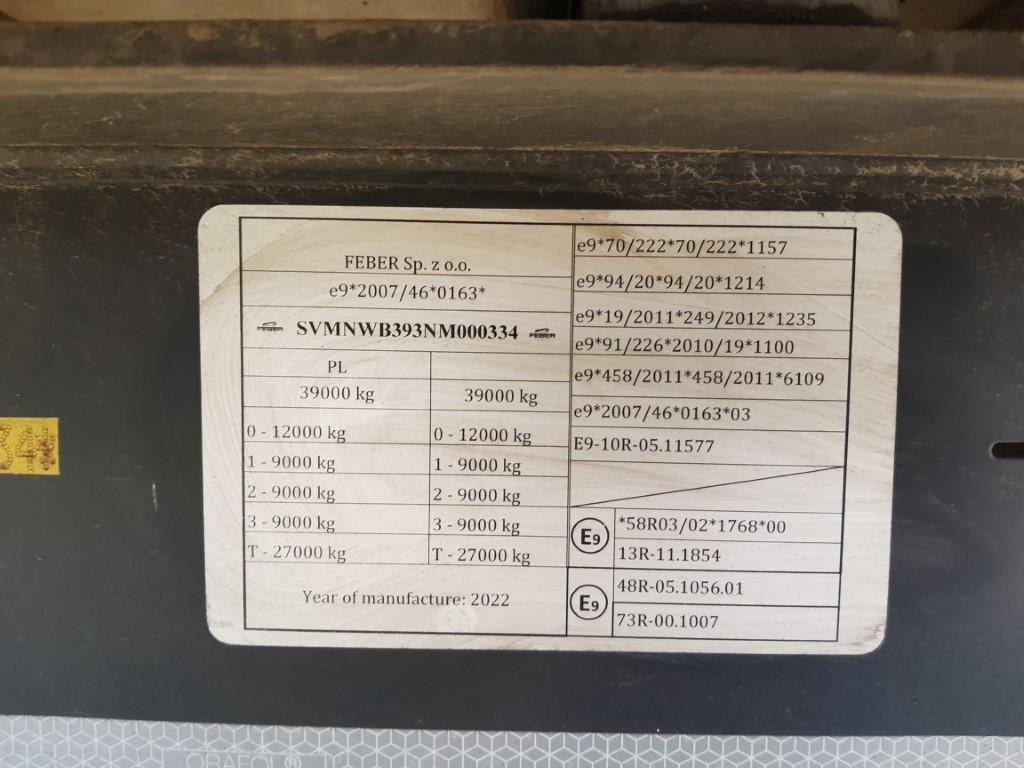 FEBER Sp. z o.o.
e9*2007/46*0163*
FEBER SVMNWB393NM000334 FEBER
PL
39000 kg 39000 kg
0 - 12000 kg 0 - 12000 kg
1 - 9000 kg 1 - 9000 kg
2 - 9000 kg 2 - 9000 kg
3 - 9000 kg 3 - 9000 kg
T - 27000 kg T - 27000 kg
Year of manufacture: 2022
e9*70/222*70/222*1157
e9*94/20*94/20*1214
e9*19/2011*249/2012*1235
e9*91/226*2010/19*1100
e9*458/2011*458/2011*6109
e9*2007/46*0163*03
E9-10R-05.11577
E9 *58R03/02*1768*00
13R-11.1854
E9 48R-05.1056.01
73R-00.1007
ORAFOL®